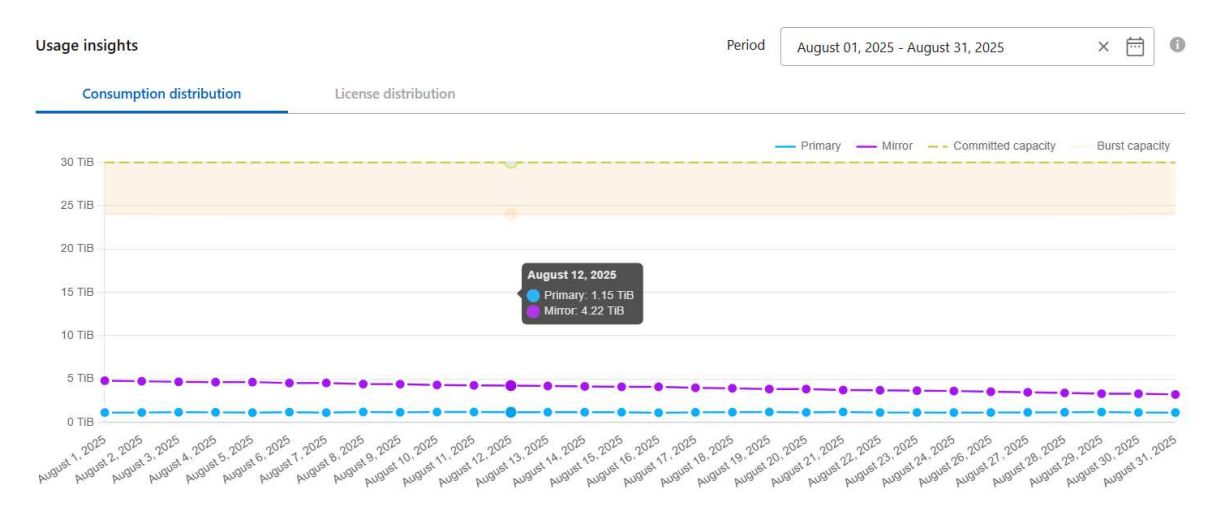 Usage insights
Period
August 01, 2025 - August 31, 2025
Consumption distribution
License distribution
Primary
Mirror
Committed capacity
Burst capacity
30 TiB
25 TiB
20 TiB
15 TiB
10 TiB
5 TiB
0 TiB
August 12, 2025
Primary: 1.15 TiB
Mirror: 4.22 TiB
August 1, 2025
August 2, 2025
August 3, 2025
August 4, 2025
August 5, 2025
August 6, 2025
August 7, 2025
August 8, 2025
August 9, 2025
August 10, 2025
August 11, 2025
August 12, 2025
August 13, 2025
August 14, 2025
August 15, 2025
August 16, 2025
August 17, 2025
August 18, 2025
August 19, 2025
August 20, 2025
August 21, 2025
August 22, 2025
August 23, 2025
August 24, 2025
August 26, 2025
August 27, 2025
August 28, 2025
August 29, 2025
August 30, 2025
August 31, 2025